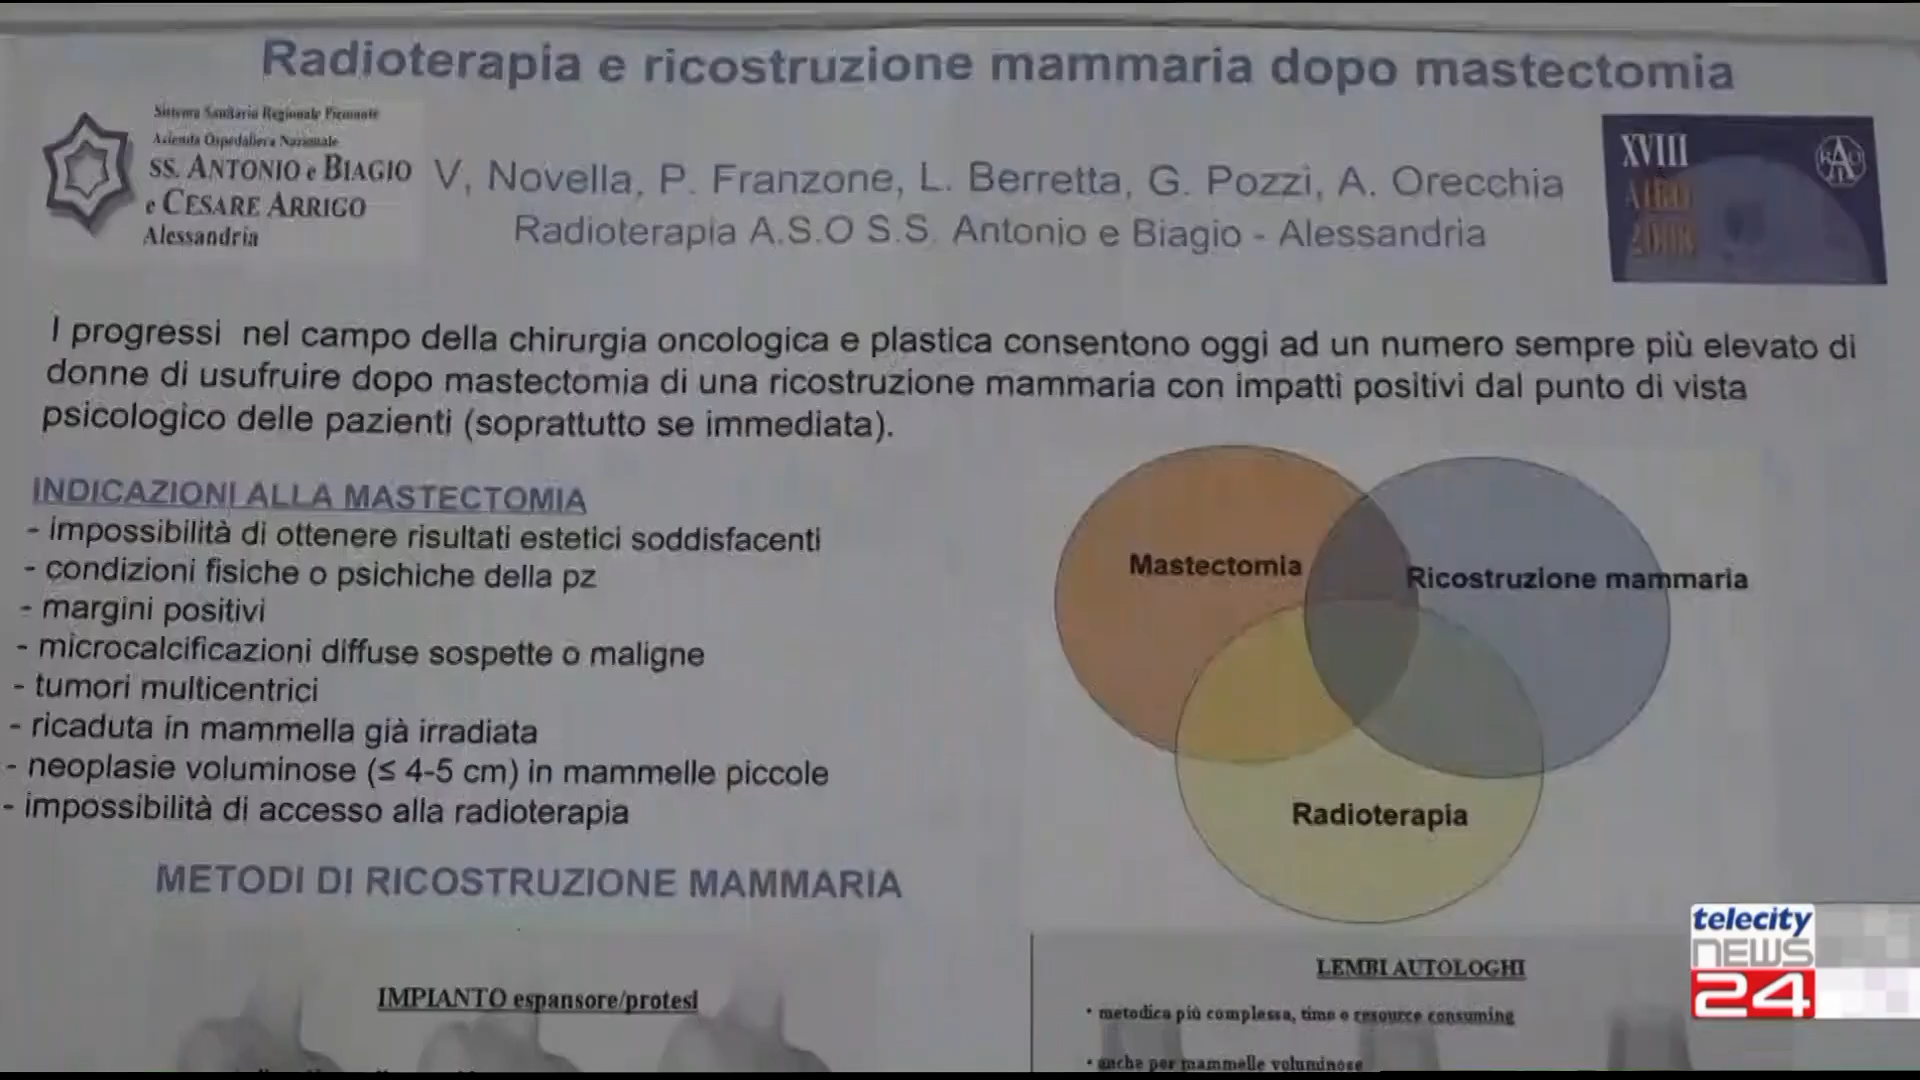 Radioterapia e ricostruzione mammaria dopo mastectomia
Sistema Sanitario Regionale Piemonte
Azienda Ospedaliera Nazionale
SS. ANTONIO e BIAGIO
e CESARE ARRIGO
Alessandria
V, Novella, P. Franzone, L. Berretta, G. Pozzi, A. Orecchia
Radioterapia A.S.O S.S. Antonio e Biagio - Alessandria
XVIII
AIRO
I progressi nel campo della chirurgia oncologica e plastica consentono oggi ad un numero sempre più elevato di
donne di usufruire dopo mastectomia di una ricostruzione mammaria con impatti positivi dal punto di vista
psicologico delle pazienti (soprattutto se immediata).
INDICAZIONI ALLA MASTECTOMIA
- impossibilità di ottenere risultati estetici soddisfacenti
- condizioni fisiche o psichiche della pz
- margini positivi
- microcalcificazioni diffuse sospette o maligne
- tumori multicentrici
- ricaduta in mammella già irradiata
- neoplasie voluminose (≤ 4-5 cm) in mammelle piccole
- impossibilità di accesso alla radioterapia
Mastectomia
Ricostruzione mammaria
Radioterapia
METODI DI RICOSTRUZIONE MAMMARIA
IMPIANTO espansore/protesi
LEMBI AUTOLOGHI
• metodica più complessa, time e resource consuming
• anche per mammelle voluminose
telecity
NEWS
24